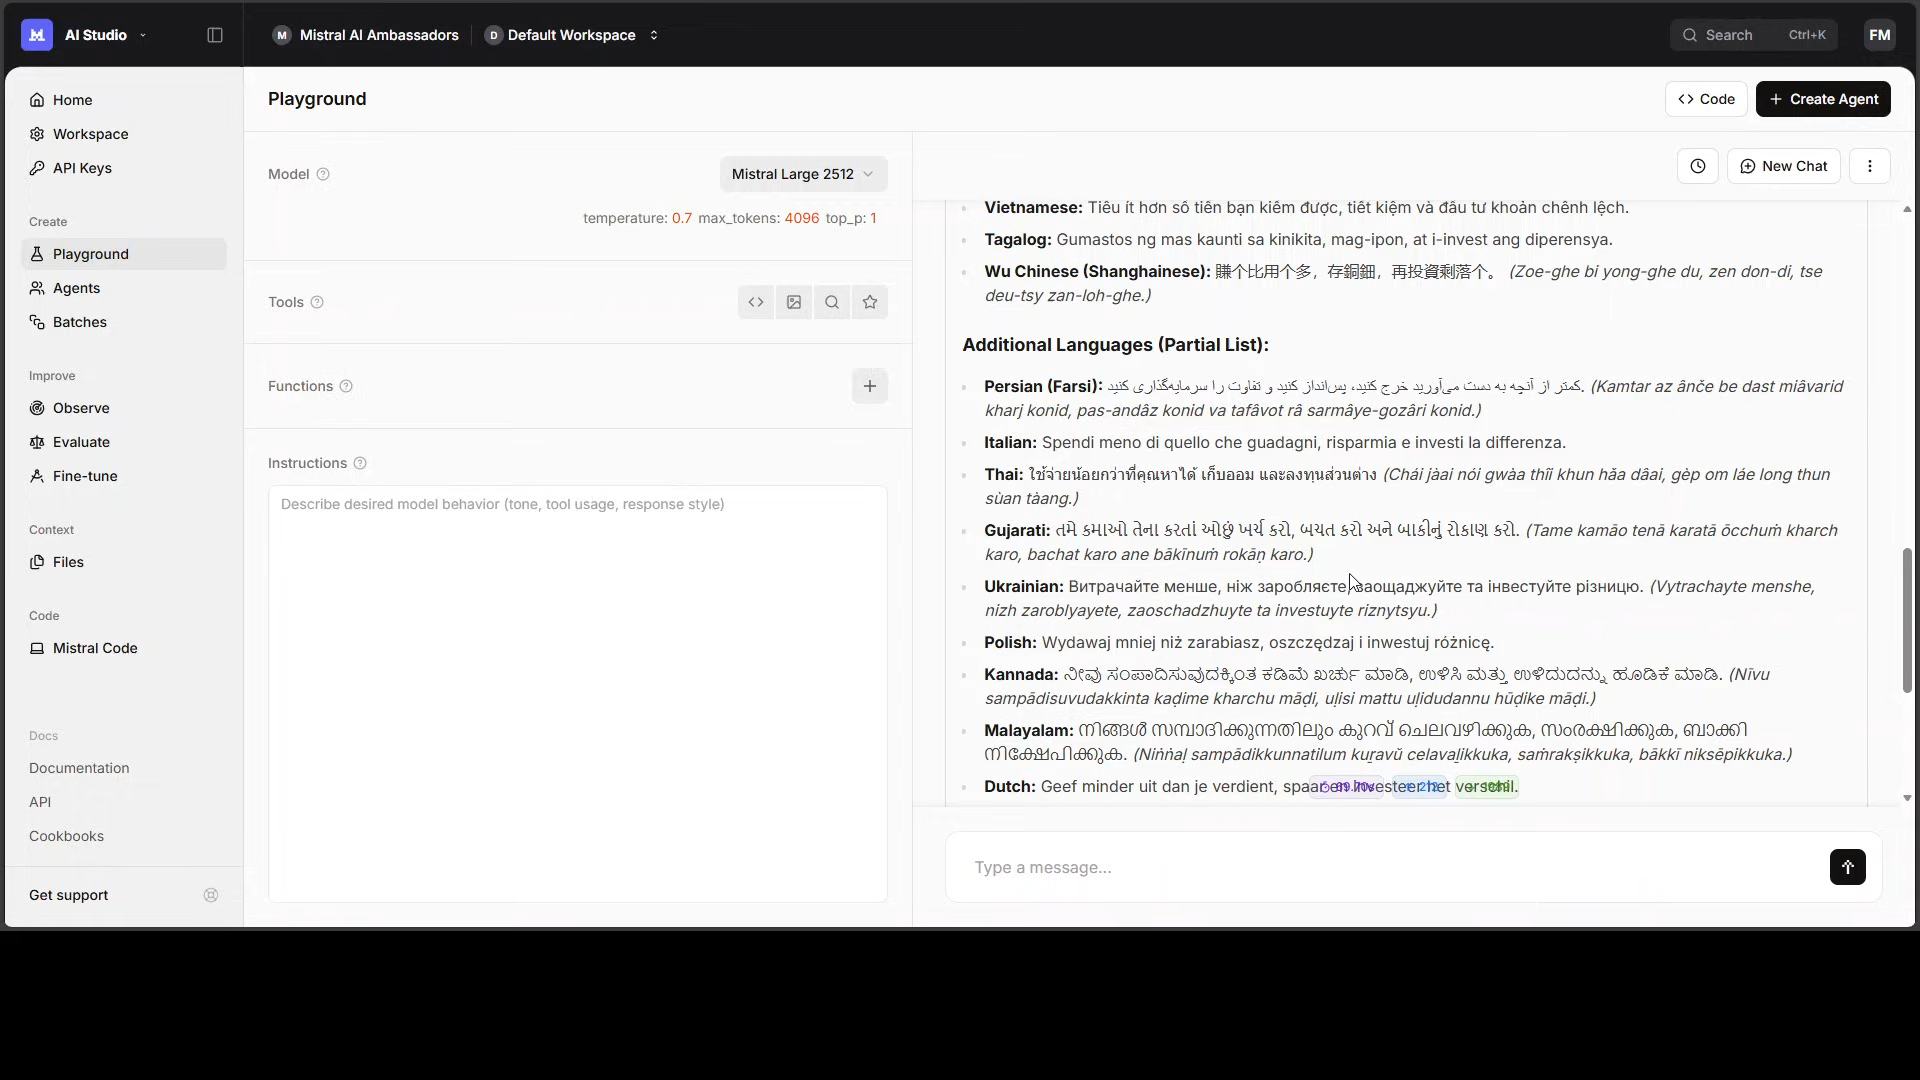 AI Studio
M Mistral AI Ambassadors
D Default Workspace
Search Ctrl+K
FM
Home
Workspace
API Keys
Create
Playground
Agents
Batches
Improve
Observe
Evaluate
Fine-tune
Context
Files
Code
Mistral Code
Docs
Documentation
API
Cookbooks
Get support
Playground
Code
Create Agent
Model
Mistral Large 2512
temperature: 0.7 max_tokens: 4096 top_p: 1
Tools
Functions
Instructions
Describe desired model behavior (tone, tool usage, response style)
New Chat
Vietnamese: Tiêu ít hơn số tiền bạn kiếm được, tiết kiệm và đầu tư khoản chênh lệch.
Tagalog: Gumastos ng mas kaunti sa kinikita, mag-ipon, at i-invest ang diperensya.
Wu Chinese (Shanghainese): 賺个比用个多，存銅鈿，再投資剩落个。 (Zoe-ghe bi yong-ghe du, zen don-di, tse
deu-tsy zan-loh-ghe.)
Additional Languages (Partial List):
Persian (Farsi): کمتر از آنچه به دست می‌آورید خرج کنید، پس‌انداز کنید و تفاوت را سرمایه‌گذاری کنید. (Kamtar az ânče be dast miâvarid
kharj konid, pas-andâz konid va tafâvot râ sarmâye-gozâri konid.)
Italian: Spendi meno di quello che guadagni, risparmia e investi la differenza.
Thai: ใช้จ่ายน้อยกว่าที่คุณหาได้ เก็บออม และลงทุนส่วนต่าง (Chái jàai nói gwàa thîi khun hǎa dâai, gèp om láe long thun
sùan tàang.)
Gujarati: તમે કમાઓ તેના કરતાં ઓછું ખર્ચ કરો, બચત કરો અને બાકીનું રોકાણ કરો. (Tame kamāo tenā karatā ōcchuṁ kharch
karo, bachat karo ane bākīnuṁ rokāṇ karo.)
Ukrainian: Витрачайте менше, ніж заробляєте, заощаджуйте та інвестуйте різницю. (Vytrachayte menshe,
nizh zaroblyayete, zaoschadzhuyte ta investuyte riznytsyu.)
Polish: Wydawaj mniej niż zarabiasz, oszczędzaj i inwestuj różnicę.
Kannada: ನೀವು ಸಂಪಾದಿಸುವುದಕ್ಕಿಂತ ಕಡಿಮೆ ಖರ್ಚು ಮಾಡಿ, ಉಳಿಸಿ ಮತ್ತು ಉಳಿದುದನ್ನು ಹೂಡಿಕೆ ಮಾಡಿ. (Nīvu
sampādisuvudakkinta kaḍime kharchu māḍi, uḷisi mattu uḷidudannu hūḍike māḍi.)
Malayalam: നിങ്ങൾ സമ്പാദിക്കുന്നതിലും കുറവ് ചെലവഴിക്കുക, സംരക്ഷിക്കുക, ബാക്കി
നിക്ഷേപിക്കുക. (Niṅṅaḷ sampādikkunnatilum kuṟavŭ celavaḻikkuka, saṁrakṣikkuka, bākkī niksēpikkuka.)
Dutch: Geef minder uit dan je verdient, spaar en investeer het verschil.
Type a message...